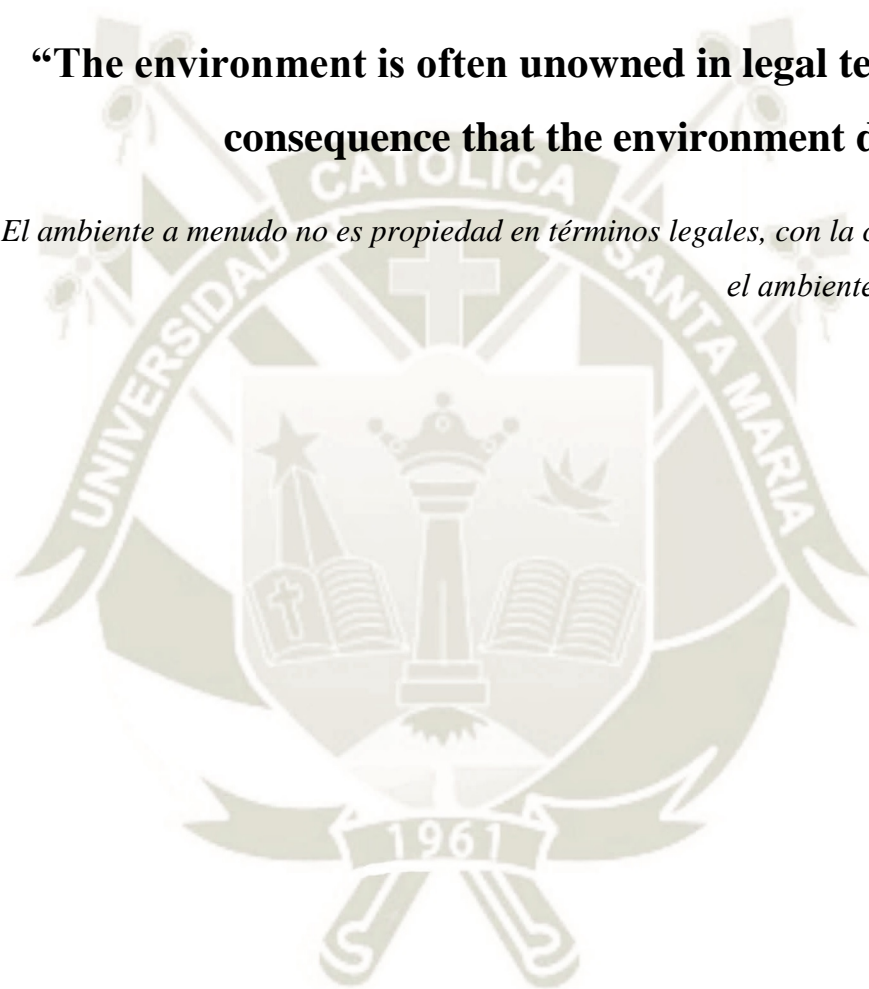 “The environment is often unowned in legal
consequence that the environment
El ambiente a menudo no es propiedad en términos legales, con la
el ambiente
UNIVERSIDAD CATOLICA SANTA MARIA
1961